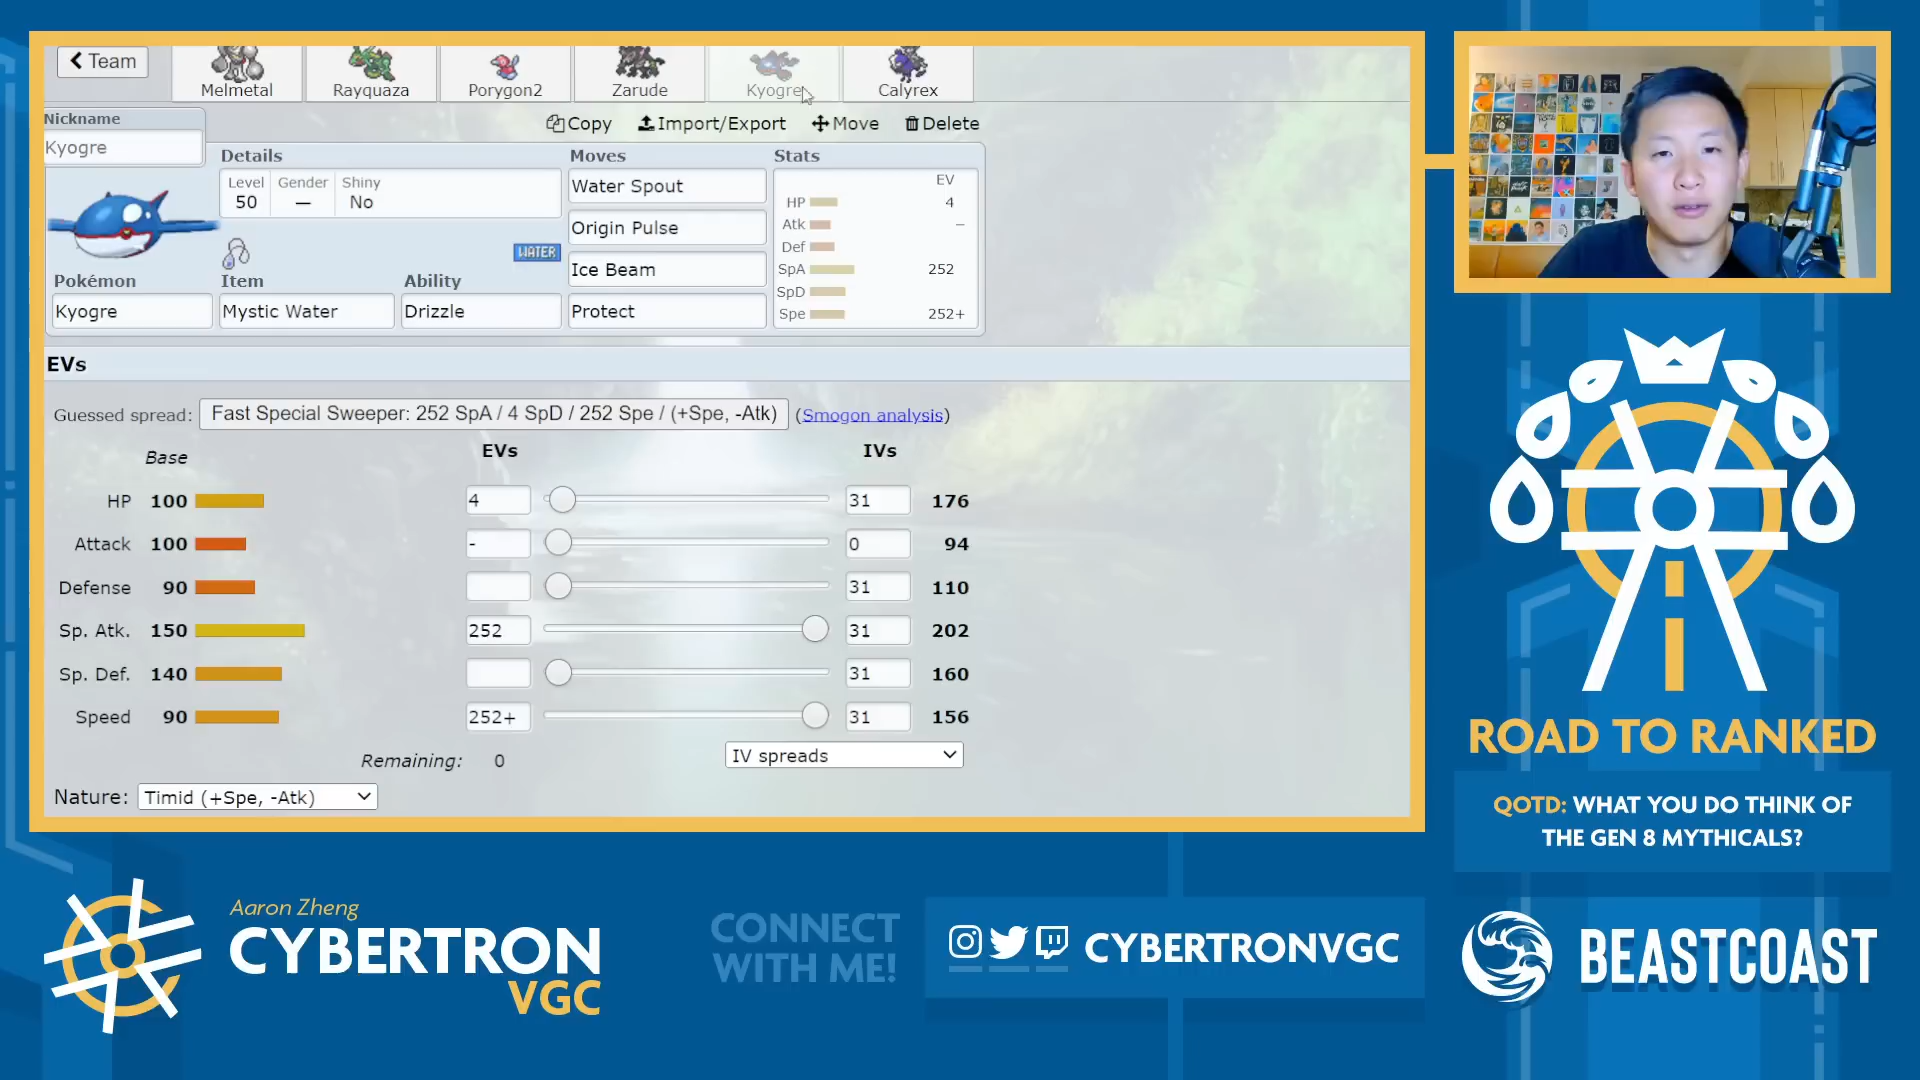 Team
Melmetal
Rayquaza
Porygon2
Zarude
Kyogre
Calyrex
Nickname
Kyogre
Copy
Import/Export
Move
Delete
Details
Level
50
Gender
—
Shiny
No
WATER
Pokémon
Kyogre
Item
Mystic Water
Ability
Drizzle
Moves
Water Spout
Origin Pulse
Ice Beam
Protect
Stats
EV
HP 4
Atk –
Def
SpA 252
SpD
Spe 252+
EVs
Guessed spread: Fast Special Sweeper: 252 SpA / 4 SpD / 252 Spe / (+Spe, -Atk) (Smogon analysis)
Base EVs IVs
HP 100 4 31 176
Attack 100 - 0 94
Defense 90 31 110
Sp. Atk. 150 252 31 202
Sp. Def. 140 31 160
Speed 90 252+ 31 156
Remaining: 0
IV spreads
Nature: Timid (+Spe, -Atk)
ROAD TO RANKED
QOTD: WHAT YOU DO THINK OF
THE GEN 8 MYTHICALS?
Aaron Zheng
CYBERTRON
VGC
CONNECT
WITH ME!
CYBERTRONVGC
BEASTCOAST